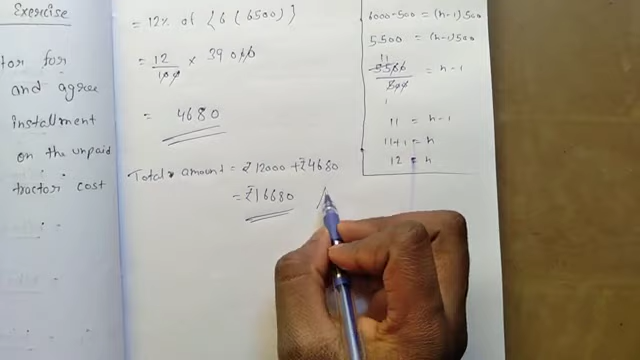 Exercise
tor for
and agree
installment
on the unpaid
tractor cost
= 12% of {6 (6500)}
= 12/100 × 39000
= 4680
Total amount = ₹12000 + ₹4680
= ₹16680
6000-500 = (n-1)500
5500 = (n-1)500
11
5500/500 = n-1
1
11 = n-1
11+1 = n
12 = n